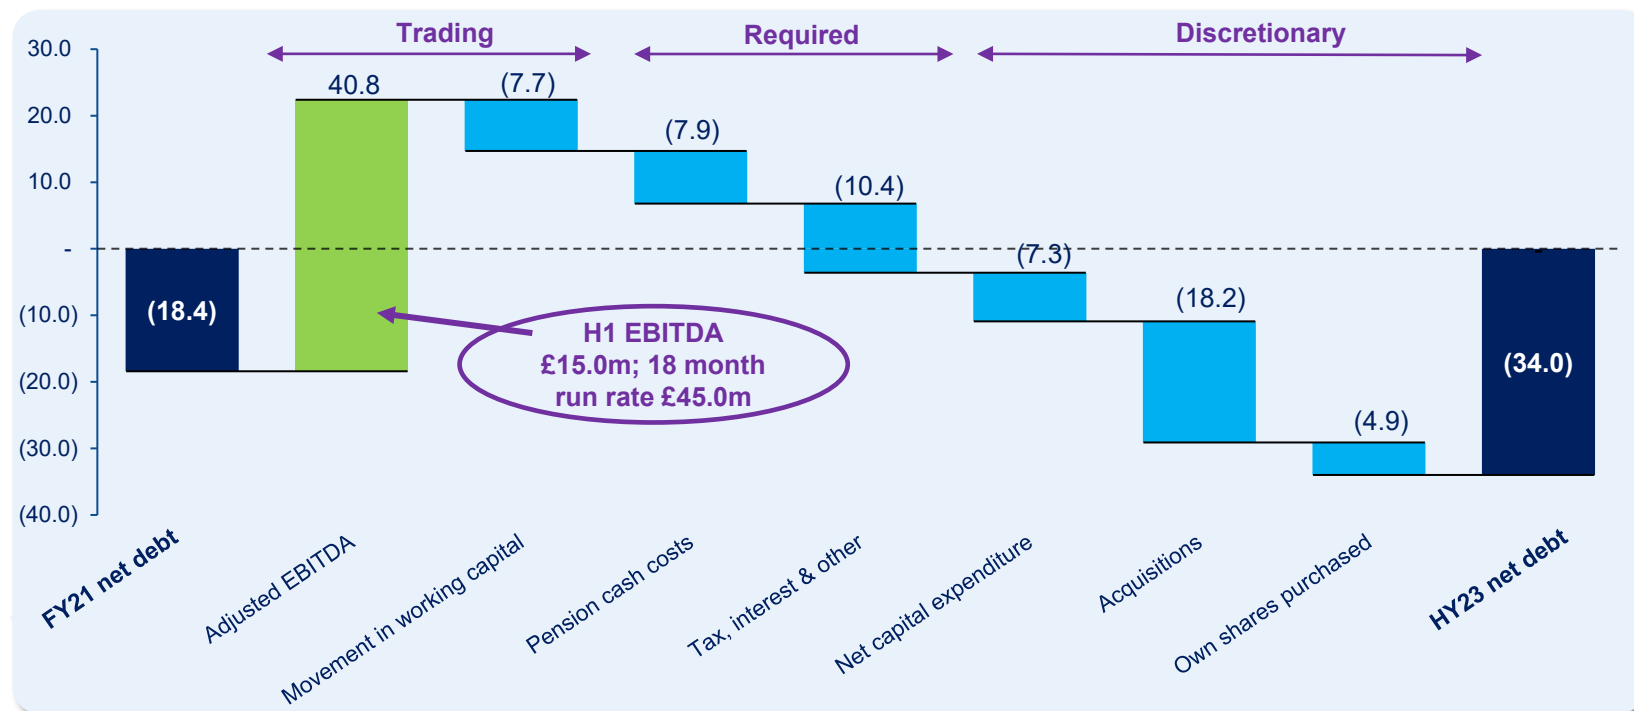 Trading
Required
Discretionary
30.0
20.0
10.0
-
(10.0)
(20.0)
(30.0)
(40.0)
(18.4)
40.8
(7.7)
(7.9)
(10.4)
(7.3)
(18.2)
(4.9)
(34.0)
H1 EBITDA
£15.0m; 18 month
run rate £45.0m
FY21 net debt
Adjusted EBITDA
Movement in working capital
Pension cash costs
Tax, interest & other
Net capital expenditure
Acquisitions
Own shares purchased
HY23 net debt